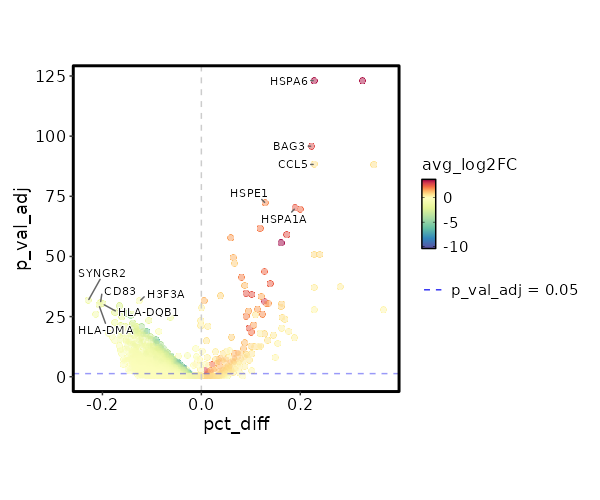 125
100
75
50
25
0
p_val_adj
HSPA6
BAG3
CCL5
HSPE1
HSPA1A
SYNGR2
CD83
H3F3A
HLA-DQB1
HLA-DMA
-0.2
0.0
0.2
pct_diff
avg_log2FC
0
-5
-10
p_val_adj = 0.05